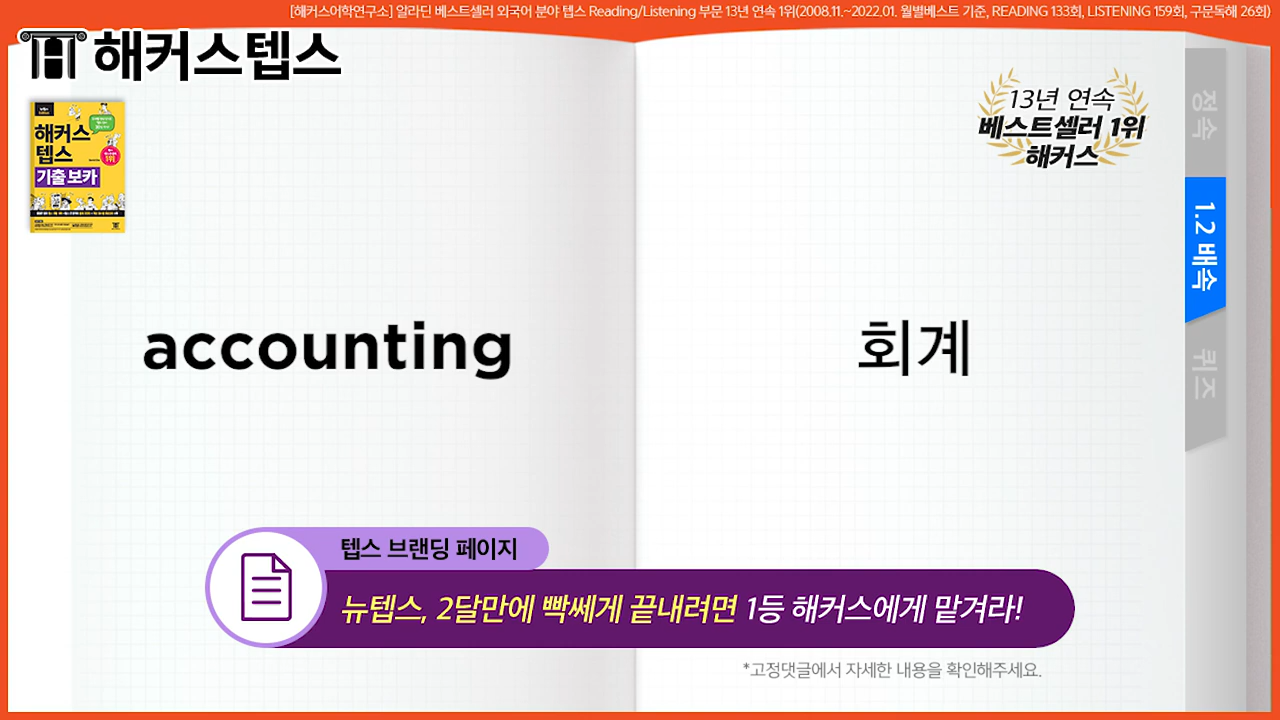 [해커스어학연구소] 알라딘 베스트셀러 외국어 분야 텝스 Reading/Listening 부문 13년 연속 1위(2008.11.~2022.01. 월별베스트 기준, READING 133회, LISTENING 159회, 구문독해 26회)
해커스텝스
해커스
텝스
기출 보카
13년 연속
베스트셀러 1위
해커스
정속
1.2 배속
퀴즈
accounting
회계
텝스 브랜딩 페이지
뉴텝스, 2달만에 빡쎄게 끝내려면 1등 해커스에게 맡겨라!
*고정댓글에서 자세한 내용을 확인해주세요.